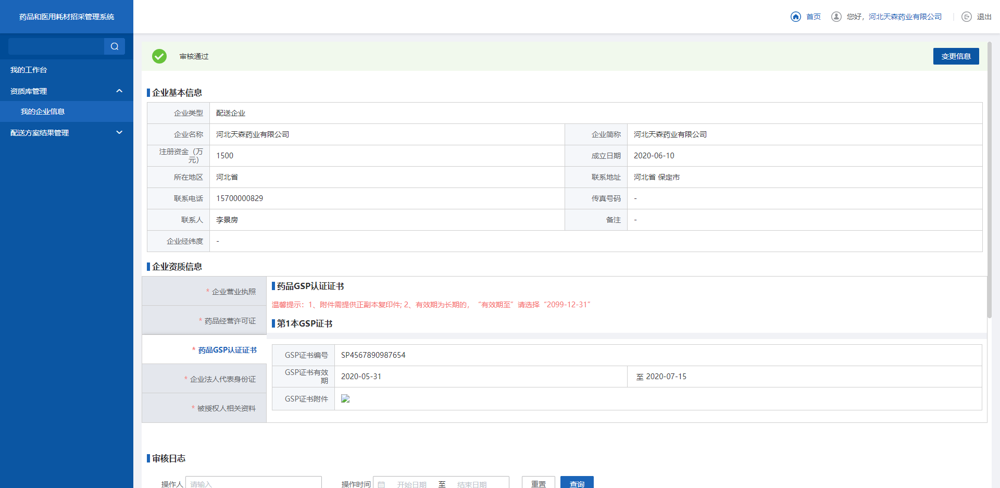 药品和医用耗材招采管理系统
首页
您好，河北天森药业有限公司
退出
我的工作台
资质库管理
我的企业信息
配送方案结果管理
审核通过
变更信息
企业基本信息
企业类型 配送企业
企业名称 河北天森药业有限公司 企业简称 河北天森药业有限公司
注册资金（万
元） 1500 成立日期 2020-06-10
所在地区 河北省 联系地址 河北省 保定市
联系电话 15700000829 传真号码 -
联系人 李景房 备注 -
企业经纬度 -
企业资质信息
* 企业营业执照
* 药品经营许可证
* 药品GSP认证证书
* 企业法人代表身份证
* 被授权人相关资料
药品GSP认证证书
温馨提示：1、附件需提供正副本复印件; 2、有效期为长期的，“有效期至”请选择“2099-12-31”
第1本GSP证书
GSP证书编号 SP4567890987654
GSP证书有效
期 2020-05-31 至 2020-07-15
GSP证书附件
审核日志
操作人 请输入 操作时间 开始日期 至 结束日期 重置 查询